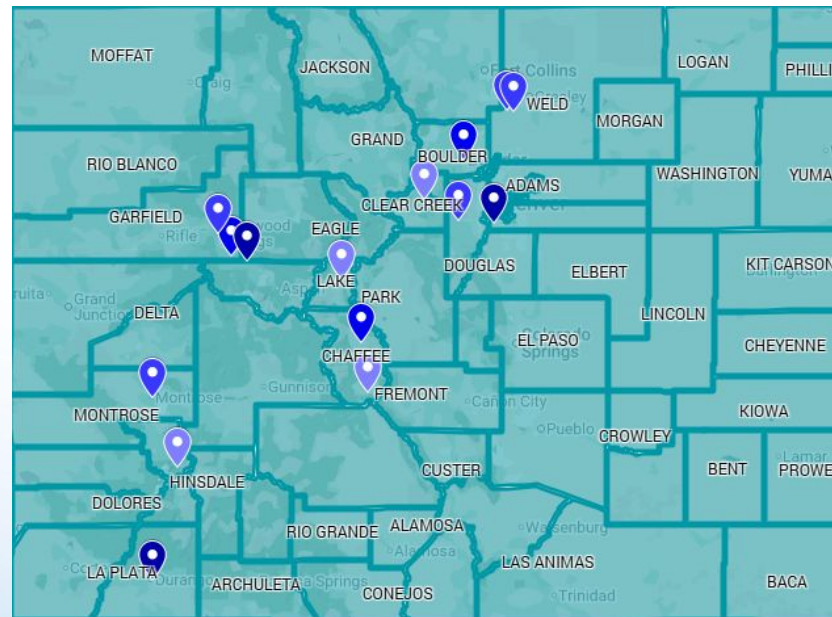 MOFFAT
JACKSON
LOGAN
PHILLI
Craig
Fort Collins
Greeley
WELD
MORGAN
GRAND
BOULDER
RIO BLANCO
WASHINGTON
YUMA
ADAMS
CLEAR CREEK
GARFIELD
Rifle
EAGLE
DOUGLAS
ELBERT
KIT CARSON
LAKE
PARK
LINCOLN
Grand
Junction
DELTA
EL PASO
Colorado
Springs
CHEYENNE
CHAFFEE
Gunnison
FREMONT
Cañon City
MONTROSE
Montrose
KIOWA
Pueblo
CROWLEY
Lamar
CUSTER
BENT
PROWE
HINSDALE
DOLORES
RIO GRANDE
ALAMOSA
Alamosa
Walsenburg
LAS ANIMAS
LA PLATA
ARCHULETA
CONEJOS
Trinidad
BACA